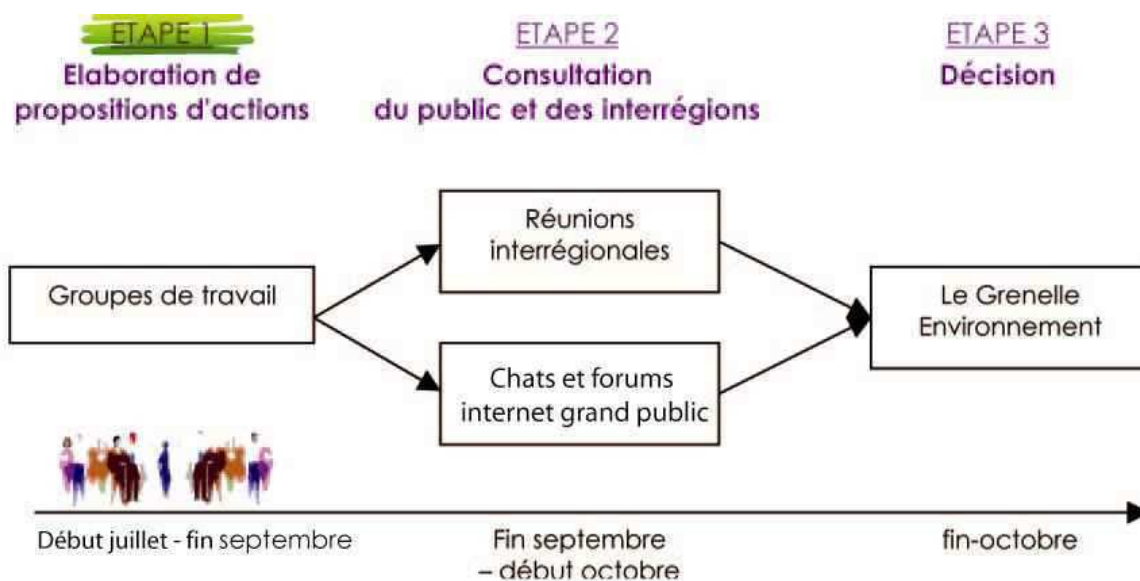 ETAPE 1
Elaboration de
propositions d'actions
ETAPE 2
Consultation
du public et des interrégions
ETAPE 3
Décision
Groupes de travail
Réunions
interrégionales
Chats et forums
internet grand public
Le Grenelle
Environnement
Début juillet - fin septembre
Fin septembre
– début octobre
fin-octobre